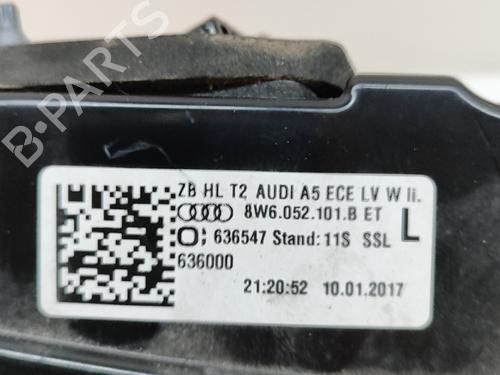 B-PARTS
ZB HL T2 AUDI A5 ECE LV W li.
8W6.052.101.B ET L
636547 Stand: 11S SSL
636000
21:20:52 10.01.2017